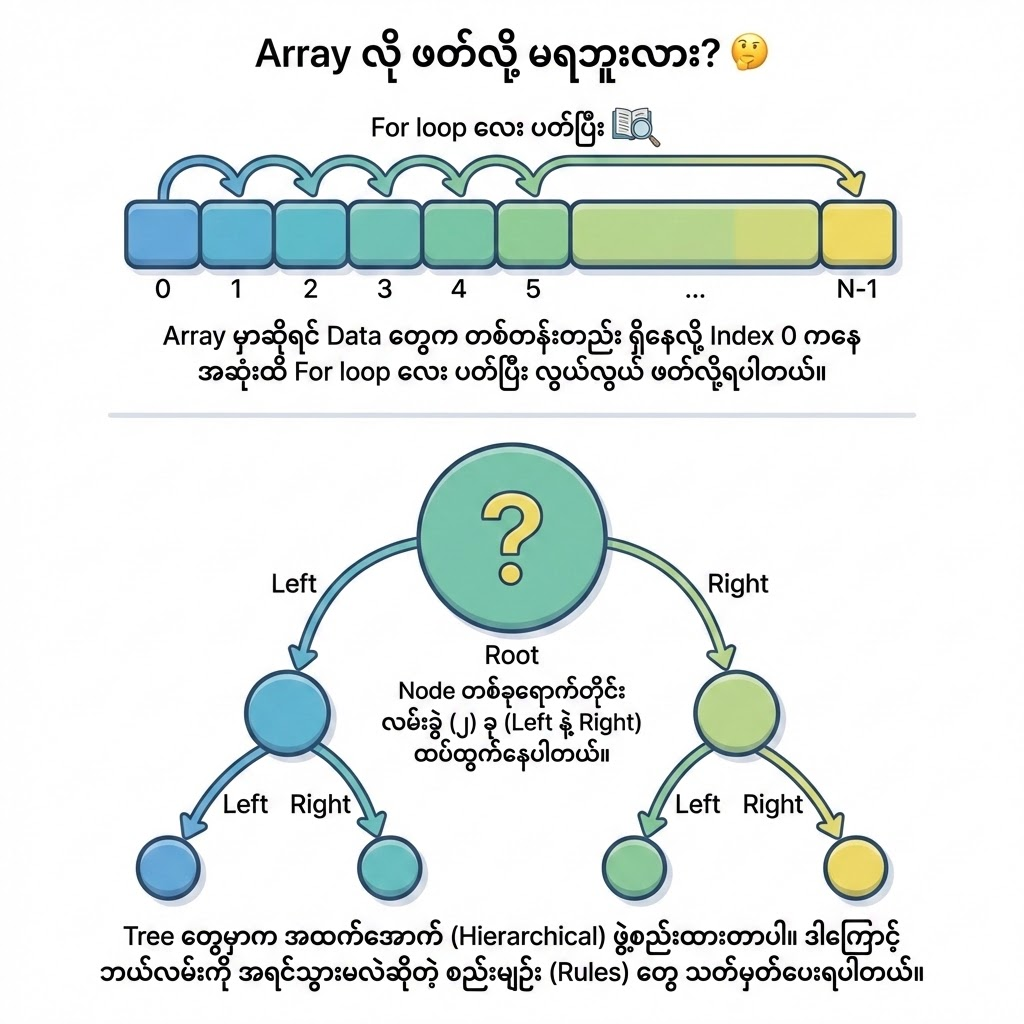 Array လို ဖတ်လို့ မရဘူးလား? 🤔
For loop လေး ပတ်ပြီး
0 1 2 3 4 5 ... N-1
Array မှာဆိုရင် Data တွေက တစ်တန်းတည်း ရှိနေလို့ Index 0 ကနေ
အဆုံးထိ For loop လေး ပတ်ပြီး လွယ်လွယ် ဖတ်လို့ရပါတယ်။
?
Left Right
Root
Node တစ်ခုရောက်တိုင်း
လမ်းခွဲ (၂) ခု (Left နဲ့ Right)
ထပ်ထွက်နေပါတယ်။
Left Right Left Right
Tree တွေမှာက အထက်အောက် (Hierarchical) ဖွဲ့စည်းထားတာပါ။ ဒါကြောင့်
ဘယ်လမ်းကို အရင်သွားမလဲဆိုတဲ့ စည်းမျဉ်း (Rules) တွေ သတ်မှတ်ပေးရပါတယ်။